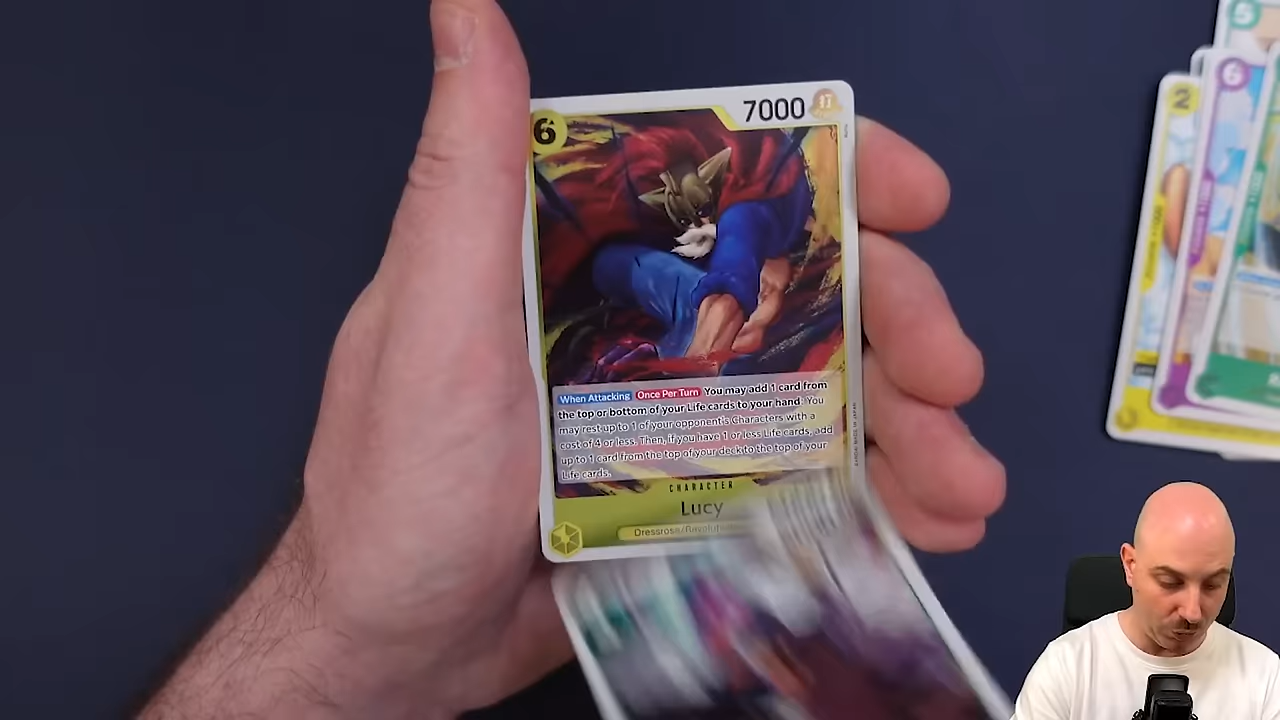 6
7000
When Attacking Once Per Turn You may add 1 card from
the top or bottom of your Life cards to your hand: You
may rest up to 1 of your opponent's Characters with a
cost of 4 or less. Then, if you have 1 or less Life cards, add
up to 1 card from the top of your deck to the top of your
Life cards.
CHARACTER
Lucy
5
6
2